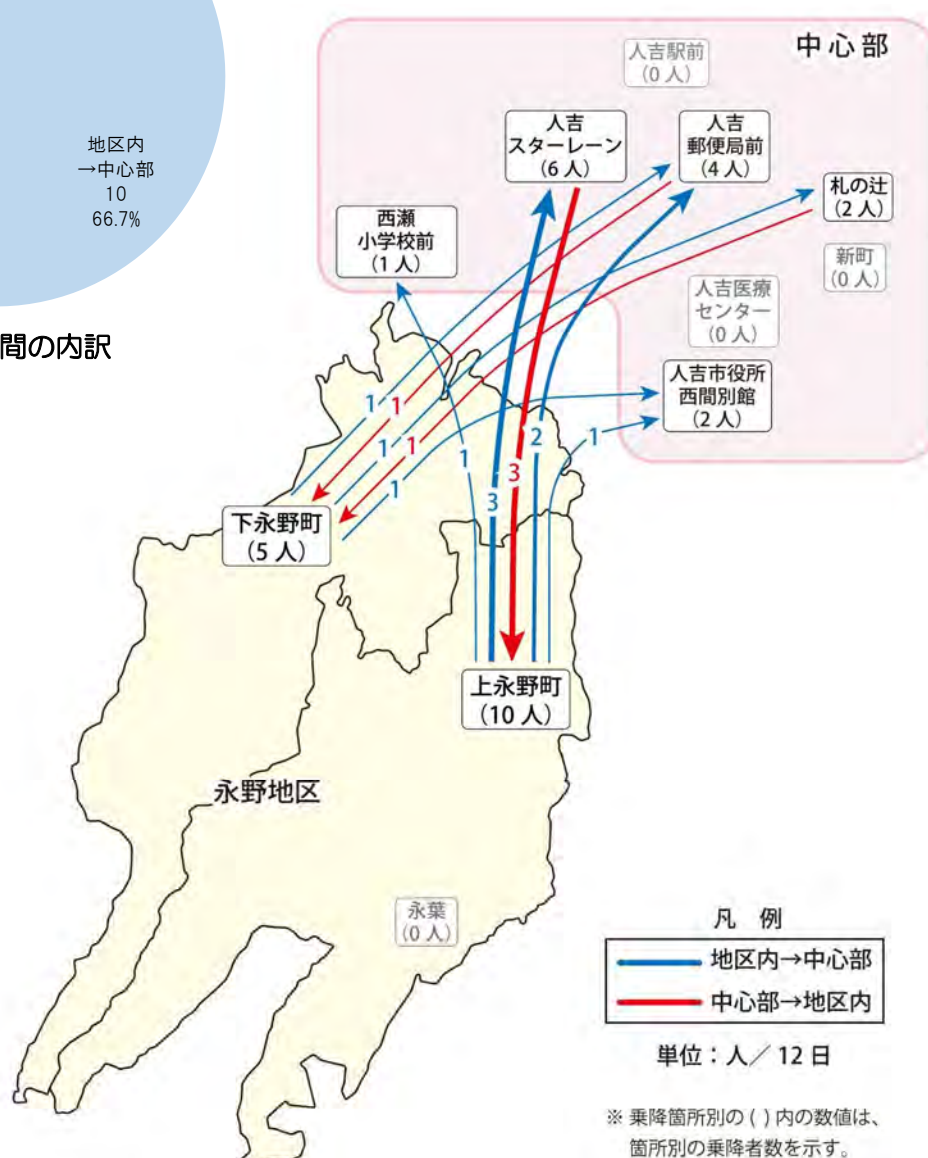 地区内
→中心部
10
66.7%
間の内訳
中心部
人吉駅前
(0 人)
人吉
スターレーン
(6 人)
人吉
郵便局前
(4 人)
札の辻
(2 人)
西瀬
小学校前
(1 人)
新町
(0 人)
人吉医療
センター
(0 人)
人吉市役所
西間別館
(2 人)
1
1
1
1
1
1
3
3
2
1
下永野町
(5 人)
上永野町
(10 人)
永野地区
永葉
(0 人)
凡 例
地区内→中心部
中心部→地区内
単位：人／ 12 日
※ 乗降箇所別の ( ) 内の数値は、
箇所別の乗降者数を示す。